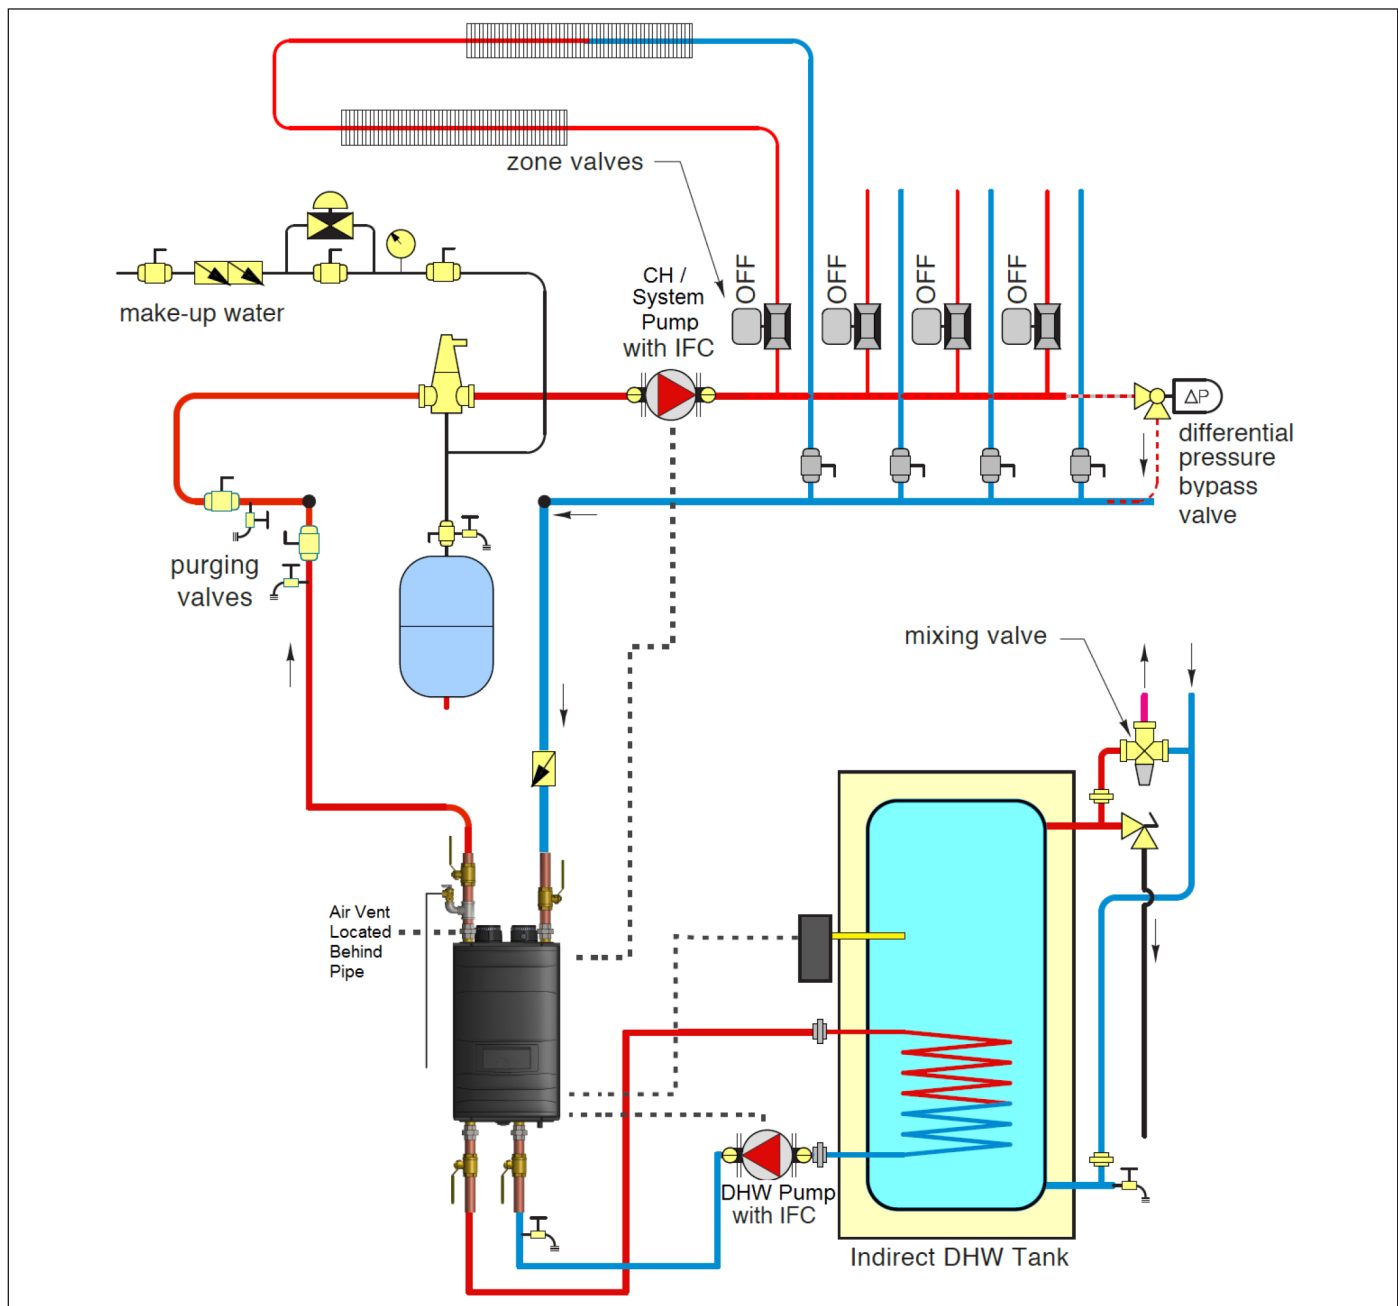 zone valves
OFF
OFF
OFF
OFF
CH /
System
Pump
with IFC
make-up water
ΔP
differential
pressure
bypass
valve
purging
valves
mixing valve
Air Vent
Located
Behind
Pipe
DHW Pump
with IFC
Indirect DHW Tank